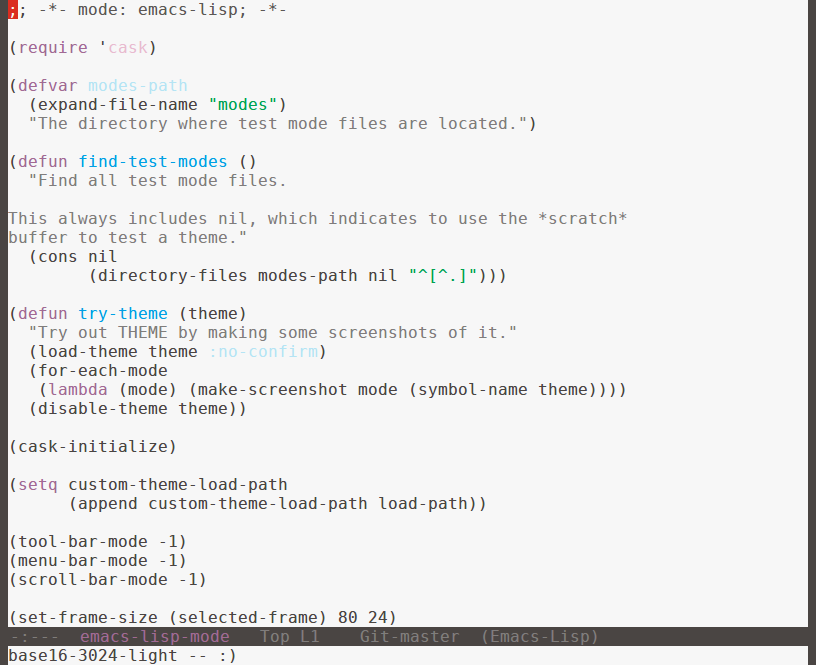 ;; -*- mode: emacs-lisp; -*-

(require 'cask)

(defvar modes-path
  (expand-file-name "modes")
  "The directory where test mode files are located.")

(defun find-test-modes ()
  "Find all test mode files.

This always includes nil, which indicates to use the *scratch*
buffer to test a theme."
  (cons nil
        (directory-files modes-path nil "^[^.]")))

(defun try-theme (theme)
  "Try out THEME by making some screenshots of it."
  (load-theme theme :no-confirm)
  (for-each-mode
   (lambda (mode) (make-screenshot mode (symbol-name theme))))
  (disable-theme theme))

(cask-initialize)

(setq custom-theme-load-path
      (append custom-theme-load-path load-path))

(tool-bar-mode -1)
(menu-bar-mode -1)
(scroll-bar-mode -1)

(set-frame-size (selected-frame) 80 24)
-:---  emacs-lisp-mode   Top L1    Git-master  (Emacs-Lisp)
base16-3024-light -- :)